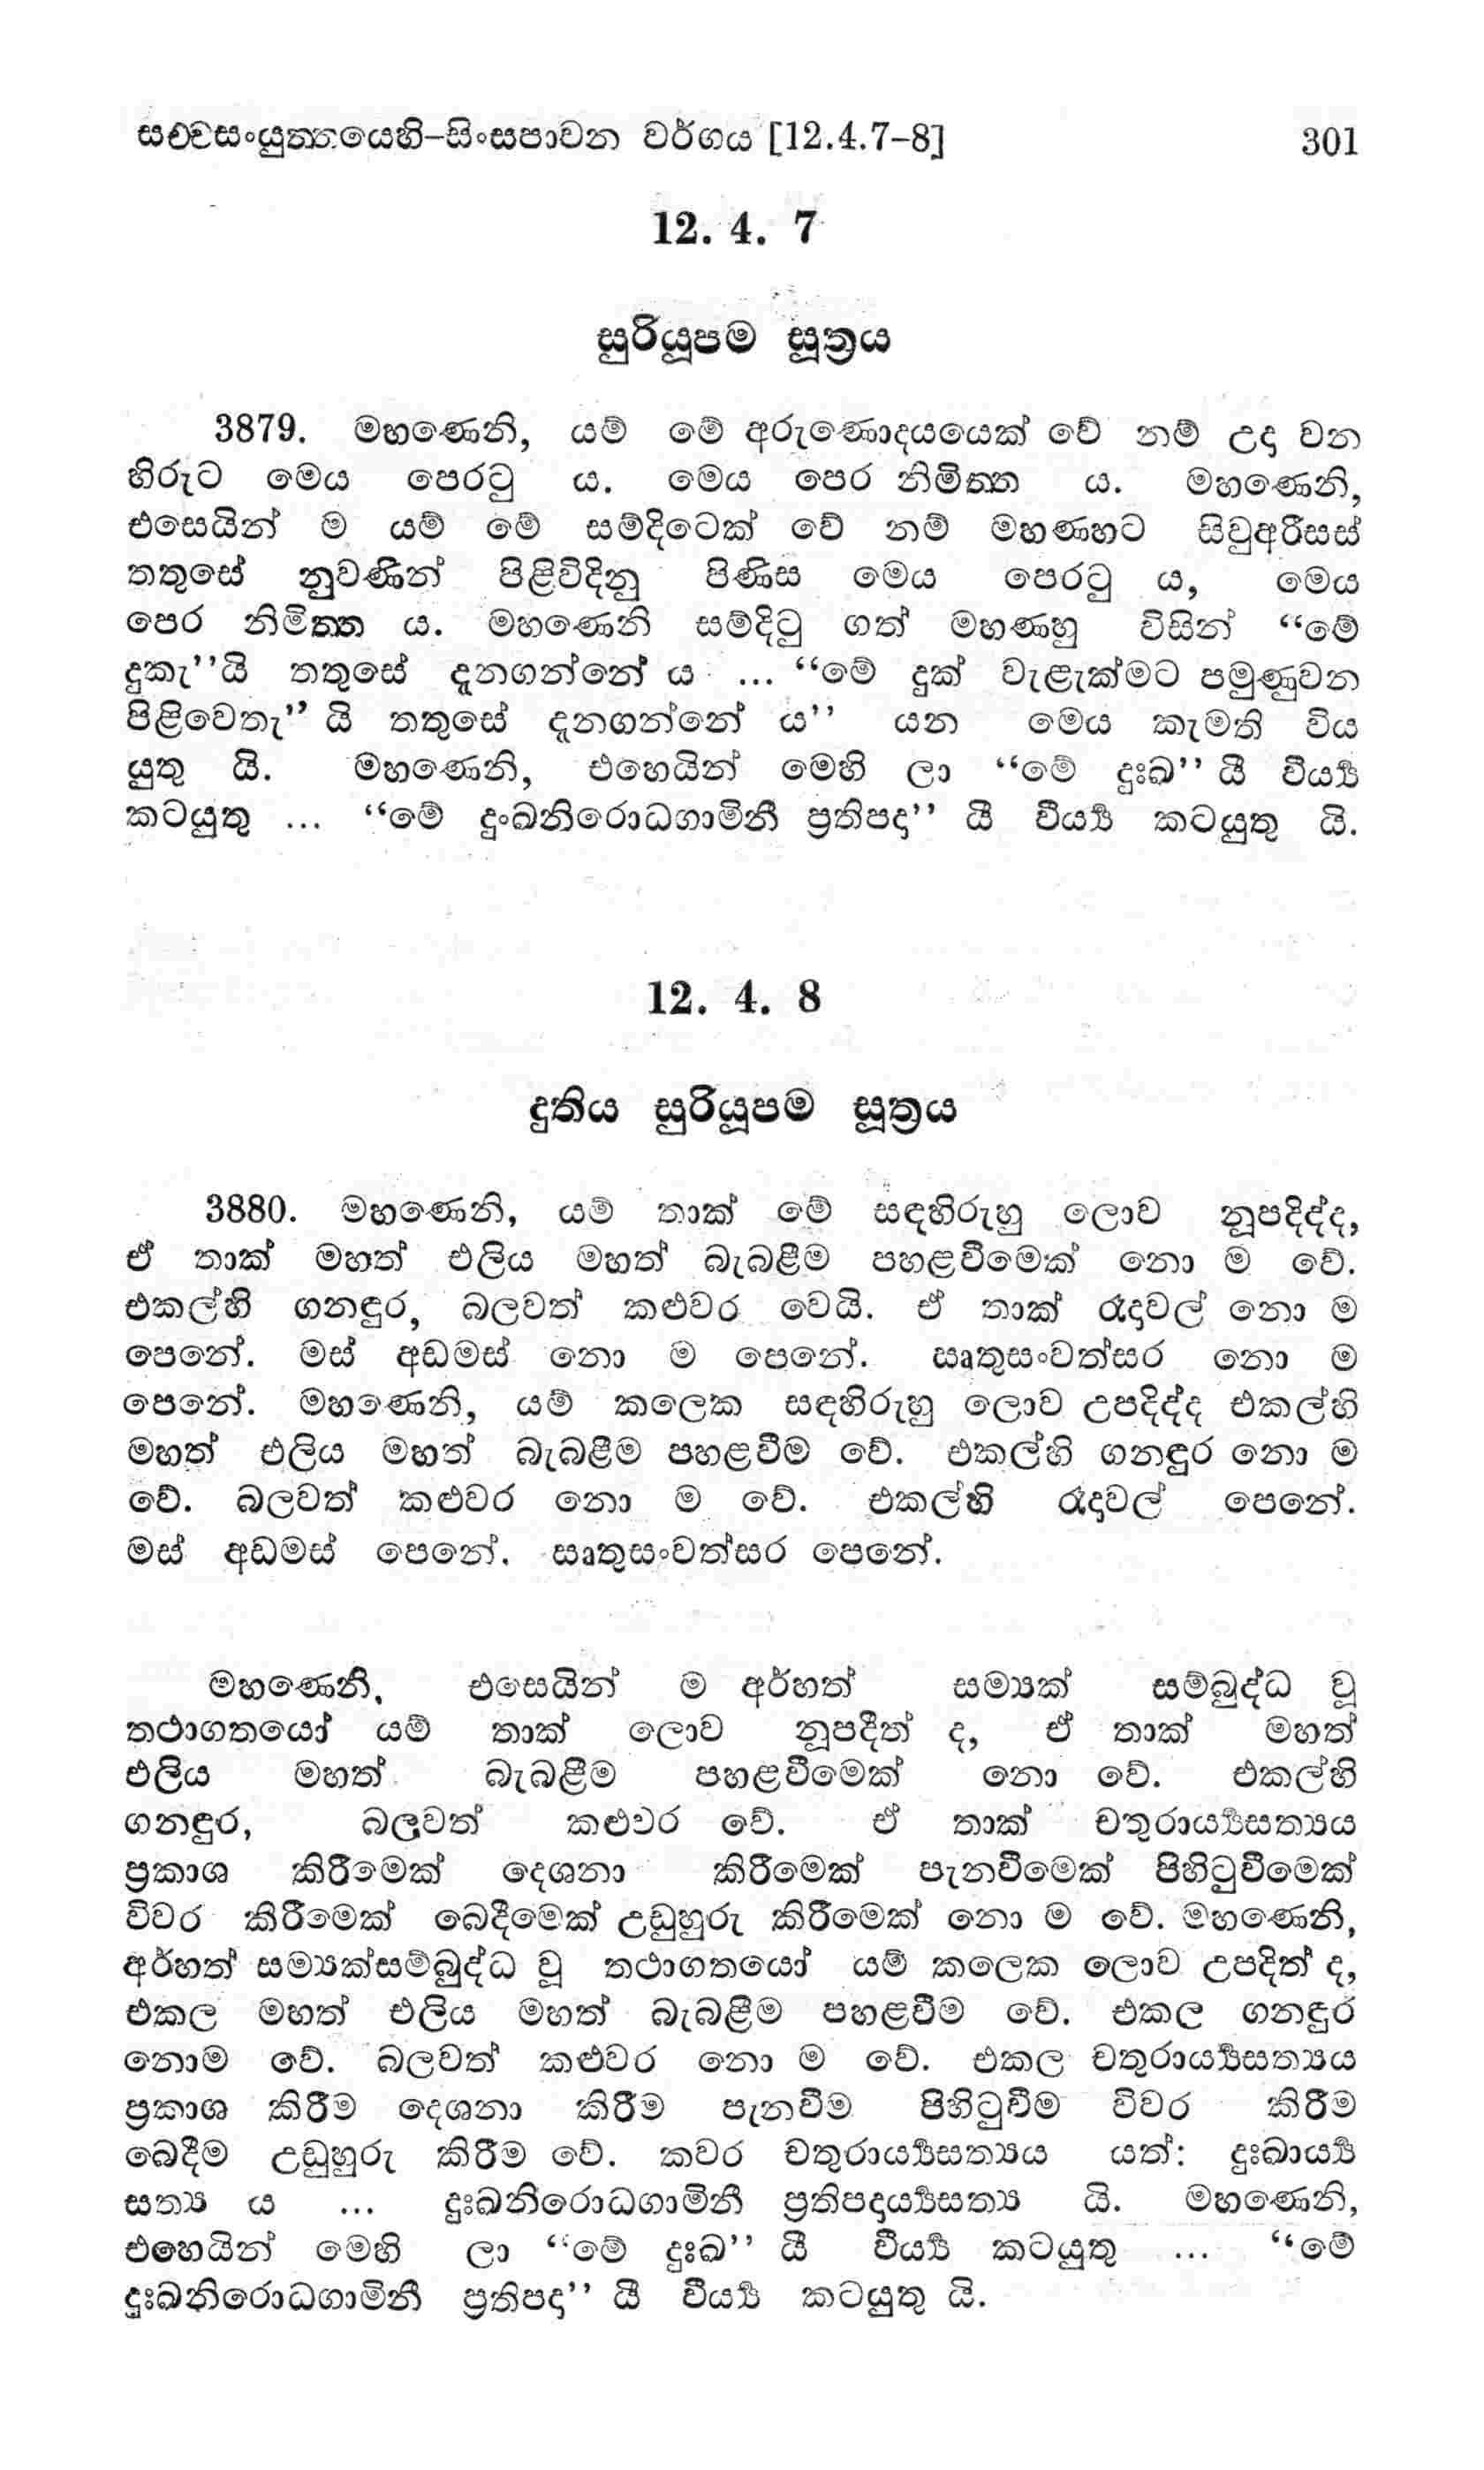 සච්චසංයුත්තයෙහි–සිංසපාවන වර්ගය [12.4.7–8] 301
12. 4. 7
සුරියූපම සූත්‍රය
3879. මහණෙනි, යම් මේ අරුණොදයයෙක් වේ නම් උදා වන
හිරුට මෙය පෙරටු ය. මෙය පෙර නිමිත්ත ය. මහණෙනි,
එසෙයින් ම යම් මේ සම්දිටෙක් වේ නම් මහණහට සිවුඅරීසස්
තතුසේ නුවණින් පිළිවිදිනු පිණිස මෙය පෙරටු ය, මෙය
පෙර නිමිත්ත ය. මහණෙනි සම්දිටු ගත් මහණහු විසින් “මේ
දුකැ”යි තතුසේ දැනගන්නේ ය ... “මේ දුක් වැළැක්මට පමුණුවන
පිළිවෙතැ” යි තතුසේ දැනගන්නේ ය” යන මෙය කැමති විය
යුතු යි. මහණෙනි, එහෙයින් මෙහි ලා “මේ දුඃඛ” යී වීර්‍ය්‍ය
කටයුතු ... “මේ දුංඛනිරොධගාමිනී ප්‍රතිපදා” යී වීර්‍ය්‍ය කටයුතු යි.
12. 4. 8
දුතිය සුරියූපම සූත්‍රය
3880. මහණෙනි, යම් තාක් මේ සඳහිරුහු ලොව නූපදිද්ද,
ඒ තාක් මහත් එලිය මහත් බැබළීම පහළවීමෙක් නො ම වේ.
එකල්හි ගනඳුර, බලවත් කළුවර වෙයි. ඒ තාක් රෑදාවල් නො ම
පෙනේ. මස් අඩමස් නො ම පෙනේ. ඍතුසංවත්සර නො ම
පෙනේ. මහණෙනි, යම් කලෙක සඳහිරුහු ලොව උපදිද්ද එකල්හි
මහත් එලිය මහත් බැබළීම පහළවීම වේ. එකල්හි ගනඳුර නො ම
වේ. බලවත් කළුවර නො ම වේ. එකල්හි රෑදාවල් පෙනේ.
මස් අඩමස් පෙනේ. ඍතුසංවත්සර පෙනේ.
මහණෙනි, එසෙයින් ම අර්හත් සම්‍යක් සම්බුද්ධ වූ
තථාගතයෝ යම් තාක් ලොව නූපදීත් ද, ඒ තාක් මහත්
එලිය මහත් බැබළීම පහළවීමෙක් නො වේ. එකල්හි
ගනඳුර, බලවත් කළුවර වේ. ඒ තාක් චතුරාර්‍ය්‍යසත්‍යය
ප්‍රකාශ කිරීමෙක් දෙශනා කිරීමෙක් පැනවීමෙක් පිහිටුවීමෙක්
විවර කිරීමෙක් බෙදීමෙක් උඩුහුරු කිරීමෙක් නො ම වේ. මහණෙනි,
අර්හත් සම්‍යක්සම්බුද්ධ වූ තථාගතයෝ යම් කලෙක ලොව උපදිත් ද,
එකල මහත් එලිය මහත් බැබළීම පහළවීම වේ. එකල ගනඳුර
නොම වේ. බලවත් කළුවර නො ම වේ. එකල චතුරාර්‍ය්‍යසත්‍යය
ප්‍රකාශ කිරීම දෙශනා කිරීම පැනවීම පිහිටුවීම විවර කිරීම
බෙදීම උඩුහුරු කිරීම වේ. කවර චතුරාර්‍ය්‍යසත්‍යය යත්: දුඃඛාර්‍ය්‍ය
සත්‍ය ය ... දුඃඛනිරොධගාමිනී ප්‍රතිපදාර්‍ය්‍යසත්‍ය යි. මහණෙනි,
එහෙයින් මෙහි ලා “මේ දුඃඛ” යී වීර්‍ය්‍ය කටයුතු ... “මේ
දුඃඛනිරොධගාමිනී ප්‍රතිපදා” යී වීර්‍ය්‍ය කටයුතු යි.